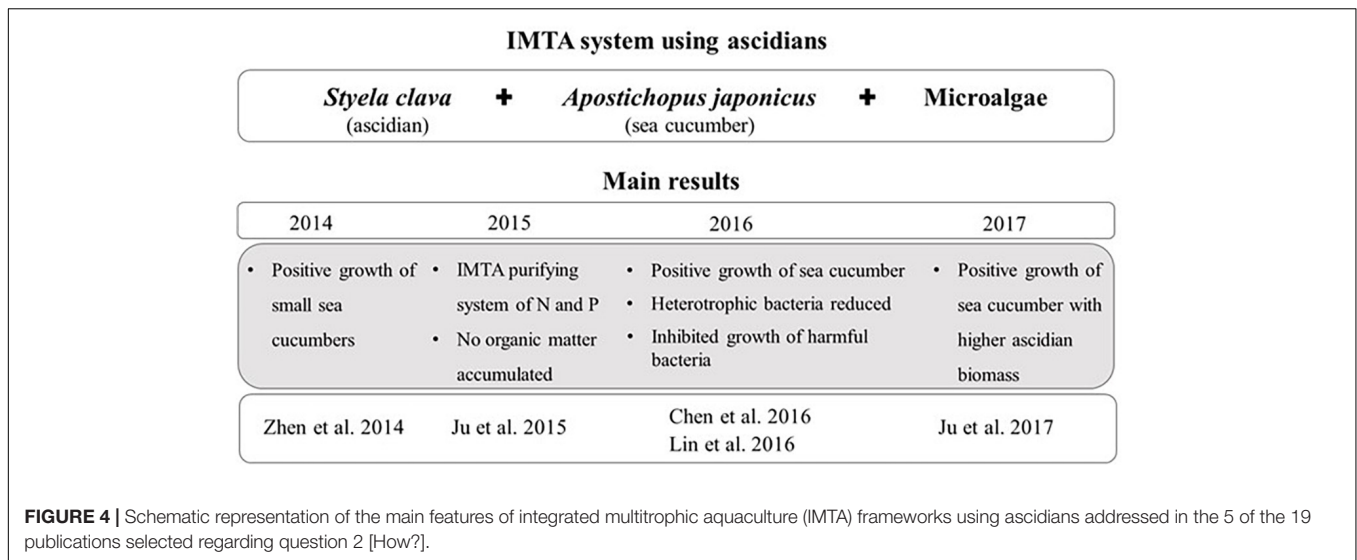 IMTA system using ascidians
Styela clava + Apostichopus japonicus + Microalgae
(ascidian) (sea cucumber)
Main results
2014 2015 2016 2017
• Positive growth of small sea cucumbers
• IMTA purifying system of N and P
• No organic matter accumulated
• Positive growth of sea cucumber
• Heterotrophic bacteria reduced
• Inhibited growth of harmful bacteria
• Positive growth of sea cucumber with higher ascidian biomass
Zhen et al. 2014
Ju et al. 2015
Chen et al. 2016
Lin et al. 2016
Ju et al. 2017
FIGURE 4 | Schematic representation of the main features of integrated multitrophic aquaculture (IMTA) frameworks using ascidians addressed in the 5 of the 19
publications selected regarding question 2 [How?].